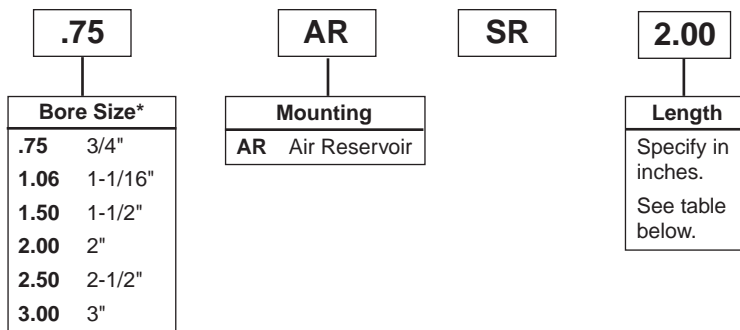 .75 AR SR 2.00
Bore Size*
.75 3/4"
1.06 1-1/16"
1.50 1-1/2"
2.00 2"
2.50 2-1/2"
3.00 3"
Mounting
AR Air Reservoir
Length
Specify in
inches.
See table
below.